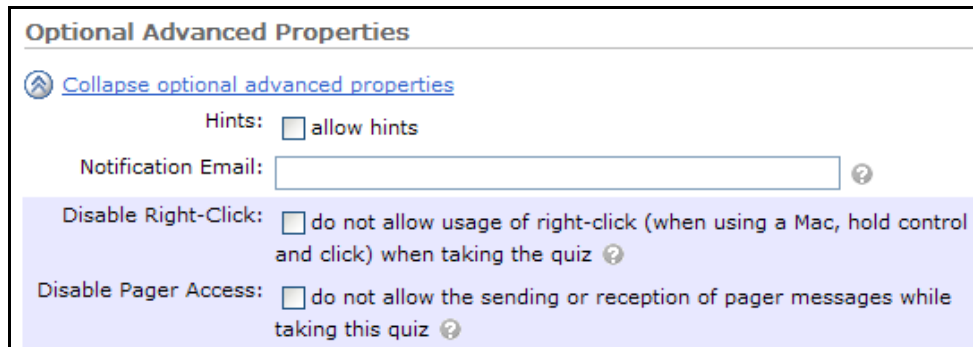 Optional Advanced Properties
Collapse optional advanced properties
Hints: allow hints
Notification Email: ?
Disable Right-Click: do not allow usage of right-click (when using a Mac, hold control
and click) when taking the quiz ?
Disable Pager Access: do not allow the sending or reception of pager messages while
taking this quiz ?